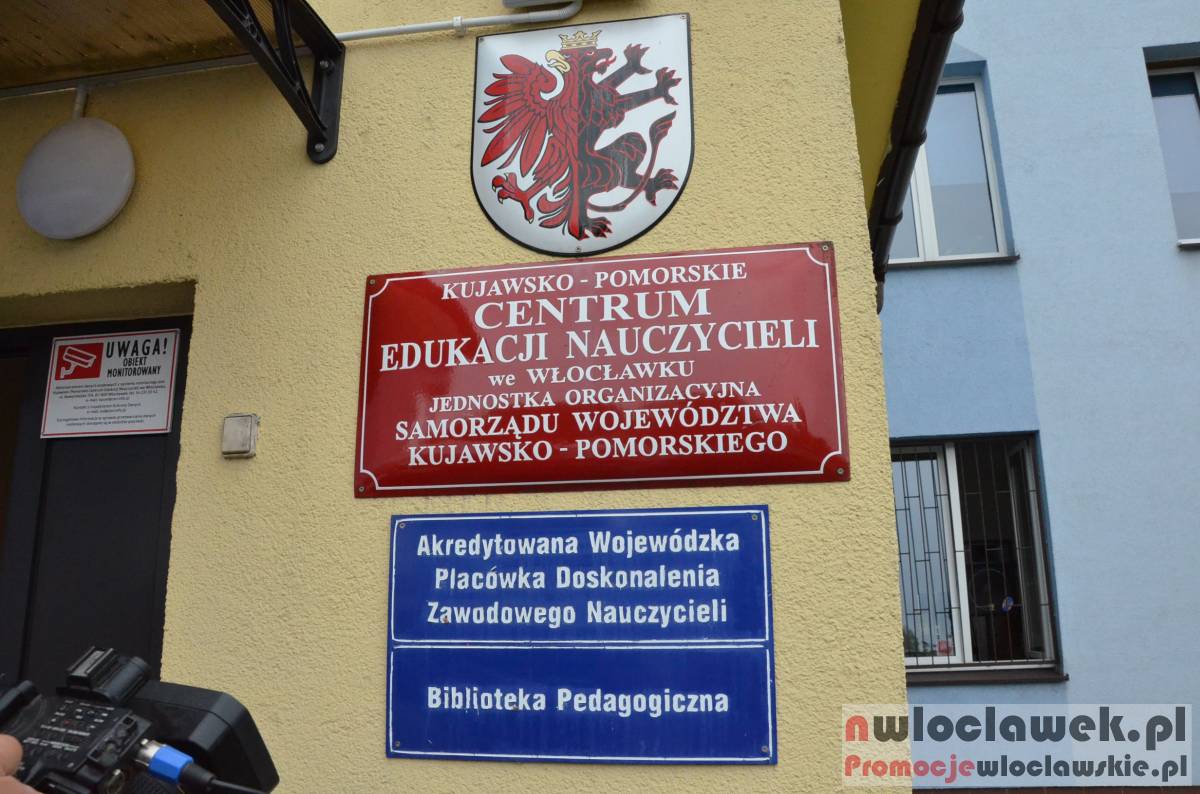 KUJAWSKO - POMORSKIE
CENTRUM
EDUKACJI NAUCZYCIELI
we WŁOCŁAWKU
JEDNOSTKA ORGANIZACYJNA
SAMORZĄDU WOJEWÓDZTWA
KUJAWSKO - POMORSKIEGO
UWAGA!
OBIEKT
MONITOROWANY
Akredytowana Wojewódzka
Placówka Doskonalenia
Zawodowego Nauczycieli
Biblioteka Pedagogiczna
nwloclawek.pl
Promocjewloclawskie.pl